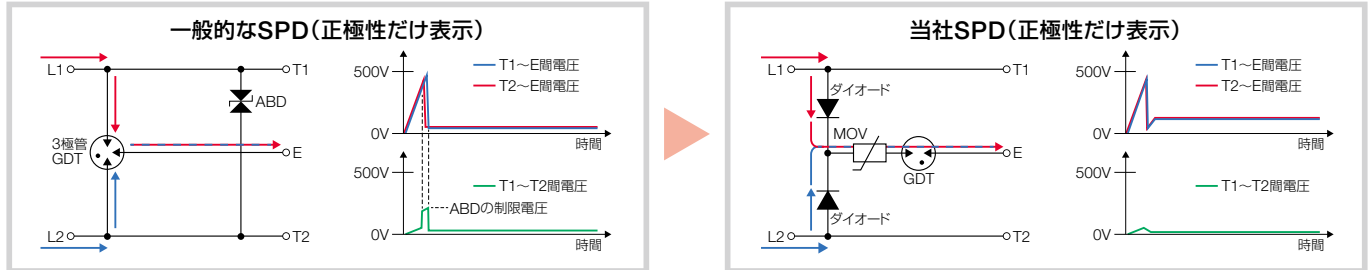 一般的なSPD(正極性だけ表示)
L1
T1
ABD
3極管
GDT
E
L2
T2
500V
0V
T1~E間電圧
T2~E間電圧
時間
500V
0V
T1~T2間電圧
ABDの制限電圧
時間
当社SPD(正極性だけ表示)
L1
T1
ダイオード
MOV
GDT
E
ダイオード
L2
T2
500V
0V
T1~E間電圧
T2~E間電圧
時間
500V
0V
T1~T2間電圧
時間